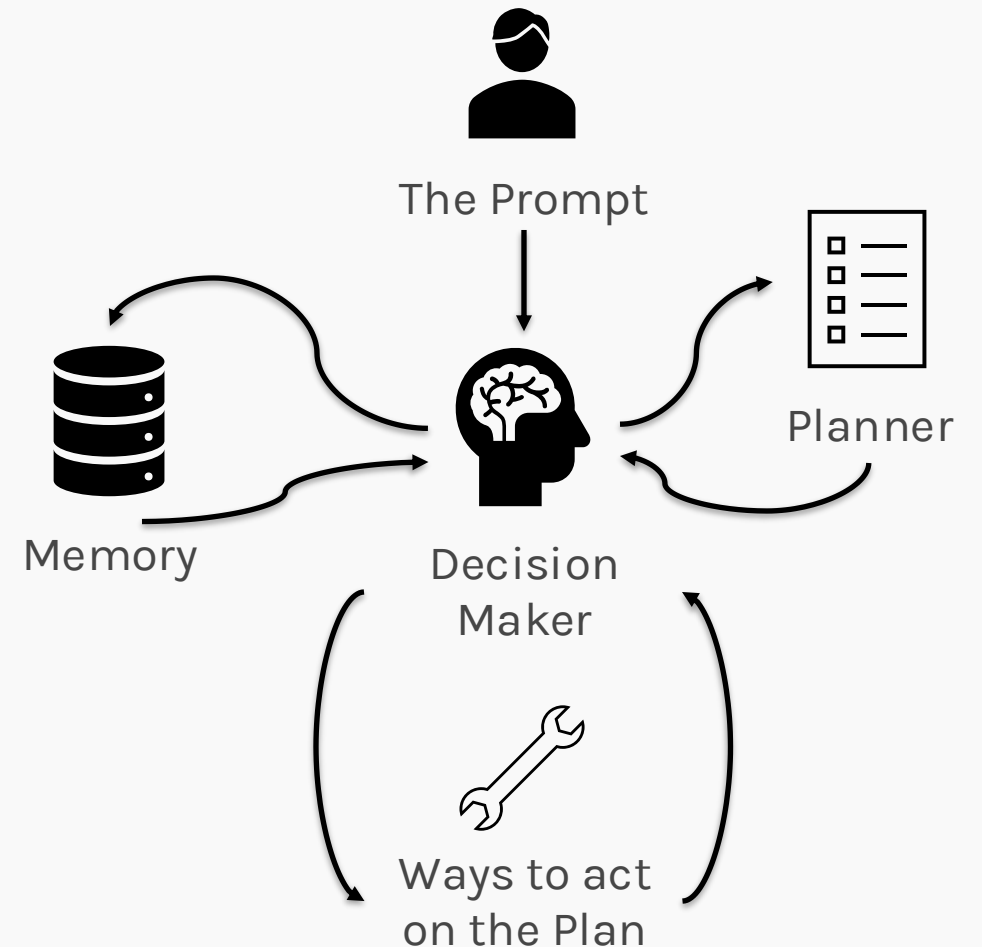 The Prompt
Planner
Memory
Decision
Maker
Ways to act
on the Plan